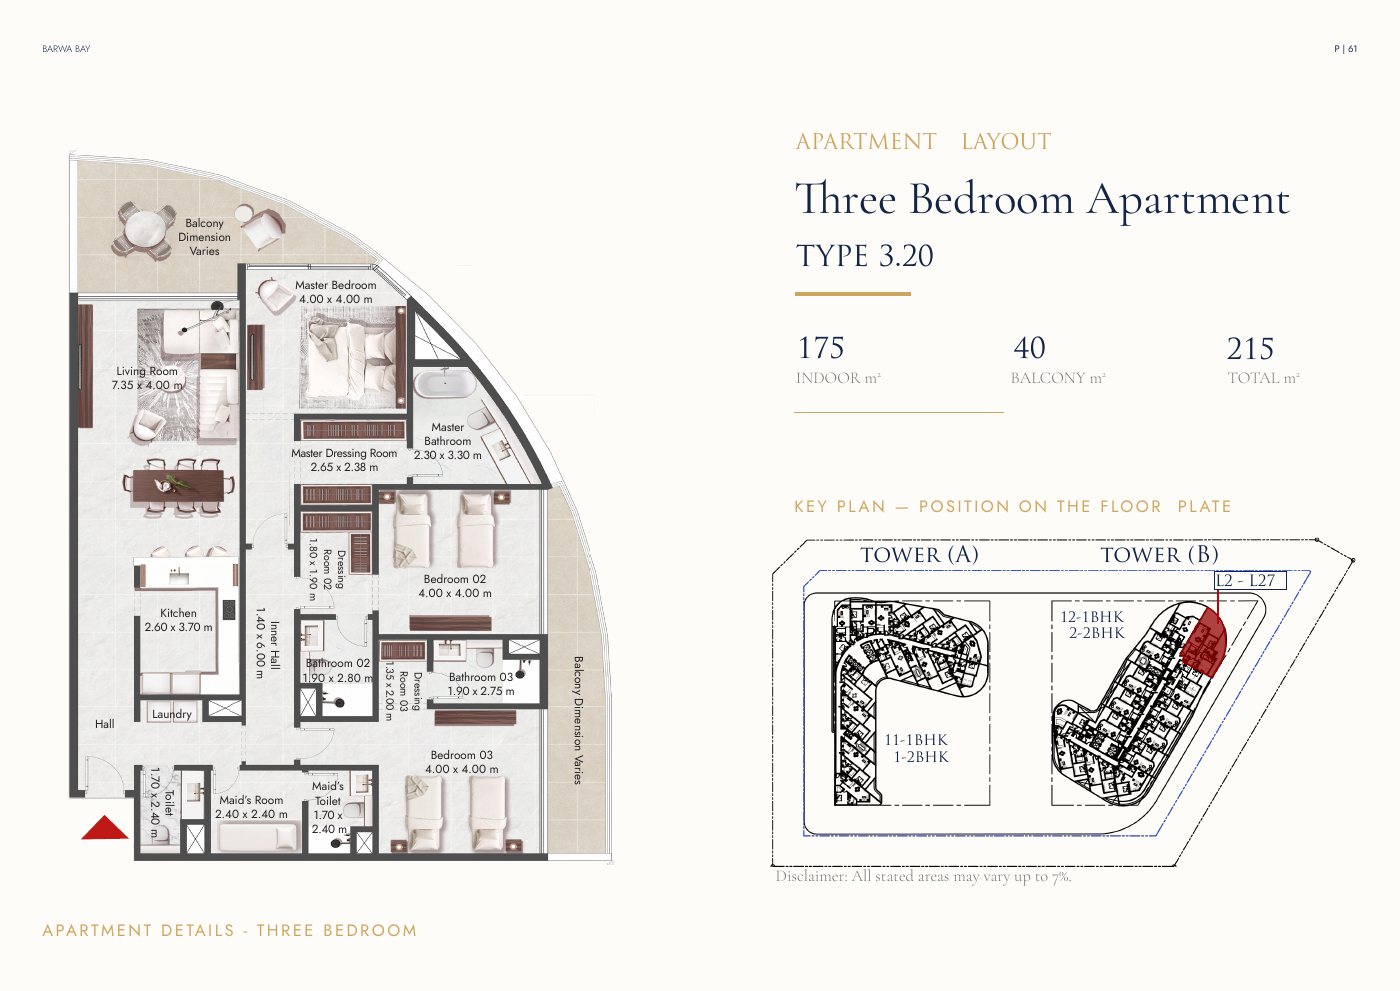 BARWA BAY
P | 61
Balcony
Dimension
Varies
Master Bedroom
4.00 x 4.00 m
Living Room
7.35 x 4.00 m
Master
Bathroom
2.30 x 3.30 m
Master Dressing Room
2.65 x 2.38 m
Dressing
Room 02
1.80 x 1.90 m
Bedroom 02
4.00 x 4.00 m
Kitchen
2.60 x 3.70 m
Inner Hall
1.40 x 6.00 m
Bathroom 02
1.90 x 2.80 m
Dressing
Room 03
1.35 x 2.00 m
Bathroom 03
1.90 x 2.75 m
Balcony Dimension Varies
Laundry
Hall
Bedroom 03
4.00 x 4.00 m
Toilet
1.70 x 2.40 m
Maid's Room
2.40 x 2.40 m
Maid's
Toilet
1.70 x
2.40 m
APARTMENT DETAILS - THREE BEDROOM
APARTMENT LAYOUT
Three Bedroom Apartment
TYPE 3.20
175
INDOOR m²
40
BALCONY m²
215
TOTAL m²
KEY PLAN — POSITION ON THE FLOOR PLATE
TOWER (A)
TOWER (B)
L2 - L27
12-1BHK
2-2BHK
11-1BHK
1-2BHK
Disclaimer: All stated areas may vary up to 7%.